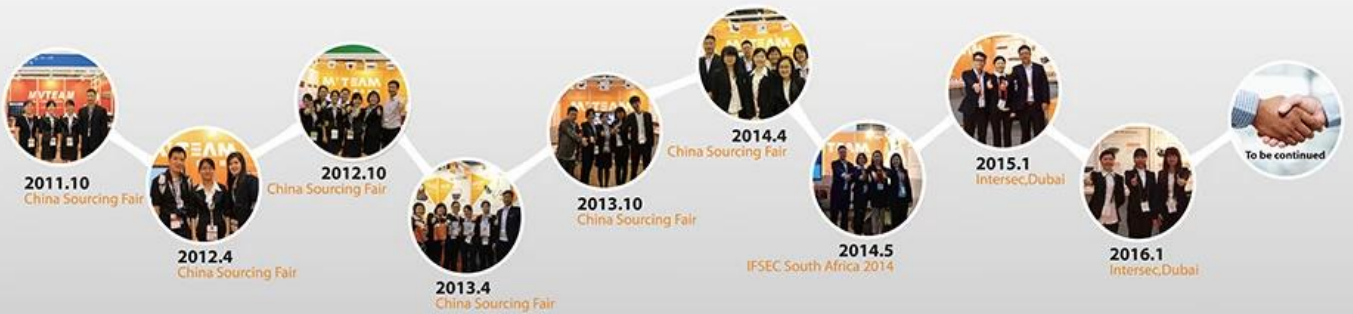 MVTEAM
2011.10
China Sourcing Fair
2012.4
China Sourcing Fair
MVTEAM
2012.10
China Sourcing Fair
2013.4
China Sourcing Fair
2013.10
China Sourcing Fair
2014.4
China Sourcing Fair
2014.5
IFSEC South Africa 2014
2015.1
Intersec,Dubai
2016.1
Intersec,Dubai
To be continued